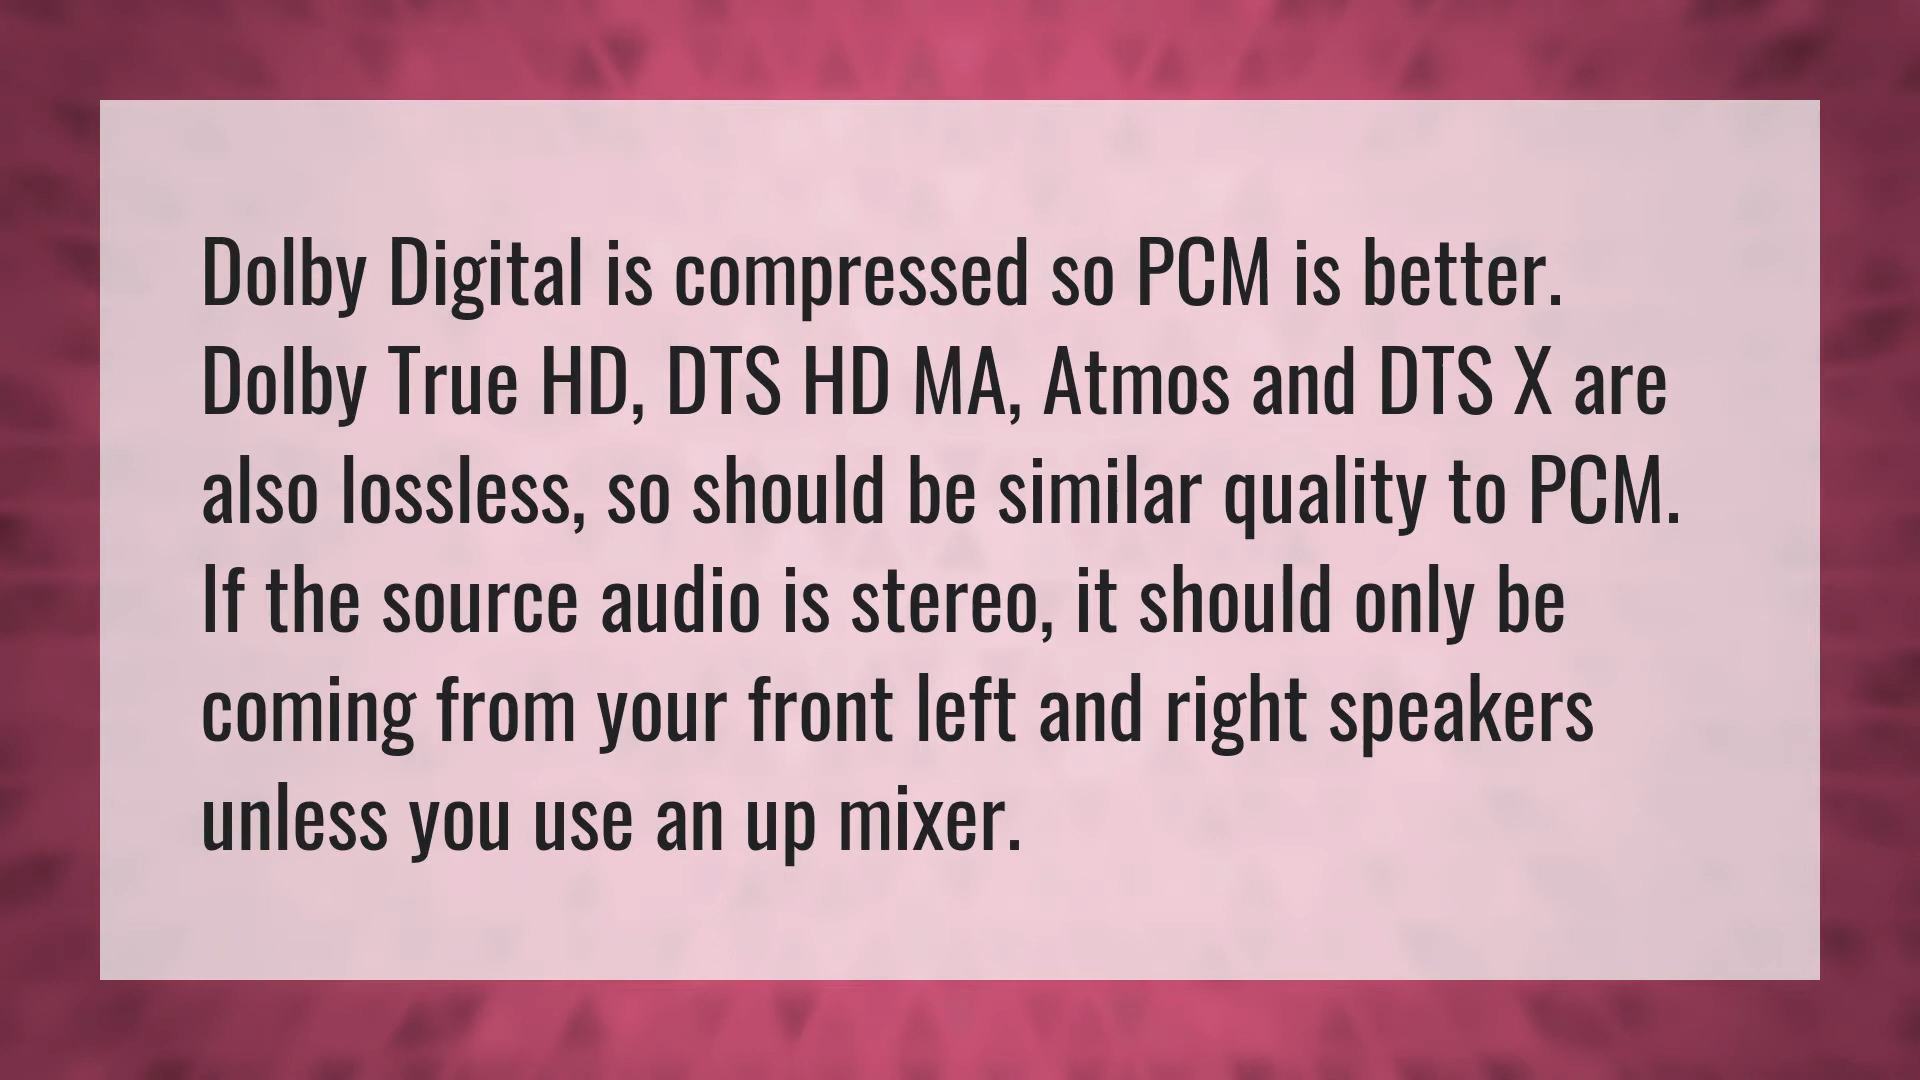 Dolby Digital is compressed so PCM is better.
Dolby True HD, DTS HD MA, Atmos and DTS X are
also lossless, so should be similar quality to PCM.
If the source audio is stereo, it should only be
coming from your front left and right speakers
unless you use an up mixer.